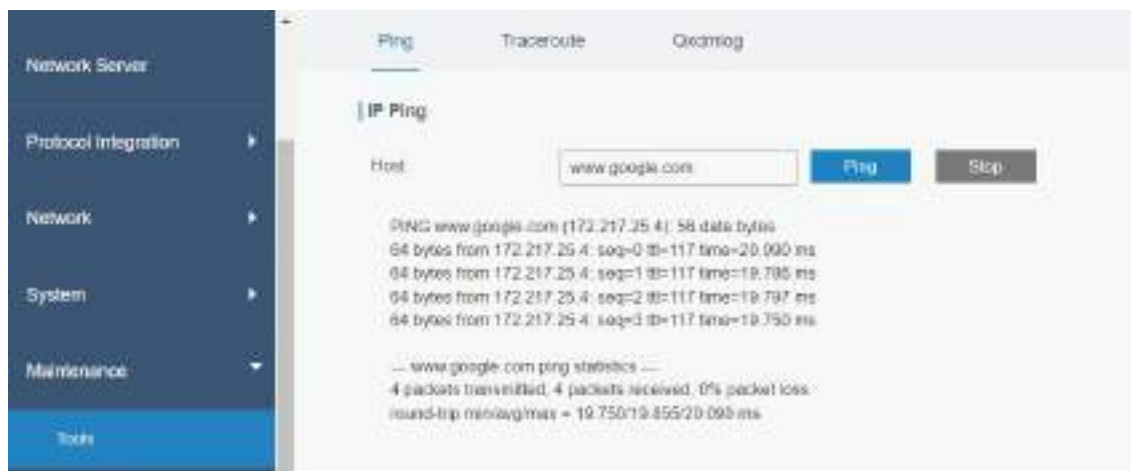 Network Server
Protocol Integration
Network
System
Maintenance
Tools
Ping Traceroute Qxdmlog
IP Ping
Host www.google.com Ping Stop
PING www.google.com (172.217.25.4): 56 data bytes
64 bytes from 172.217.25.4: seq=0 ttl=117 time=20.090 ms
64 bytes from 172.217.25.4: seq=1 ttl=117 time=19.786 ms
64 bytes from 172.217.25.4: seq=2 ttl=117 time=19.797 ms
64 bytes from 172.217.25.4: seq=3 ttl=117 time=19.750 ms
--- www.google.com ping statistics ---
4 packets transmitted, 4 packets received, 0% packet loss
round-trip min/avg/max = 19.750/19.855/20.090 ms